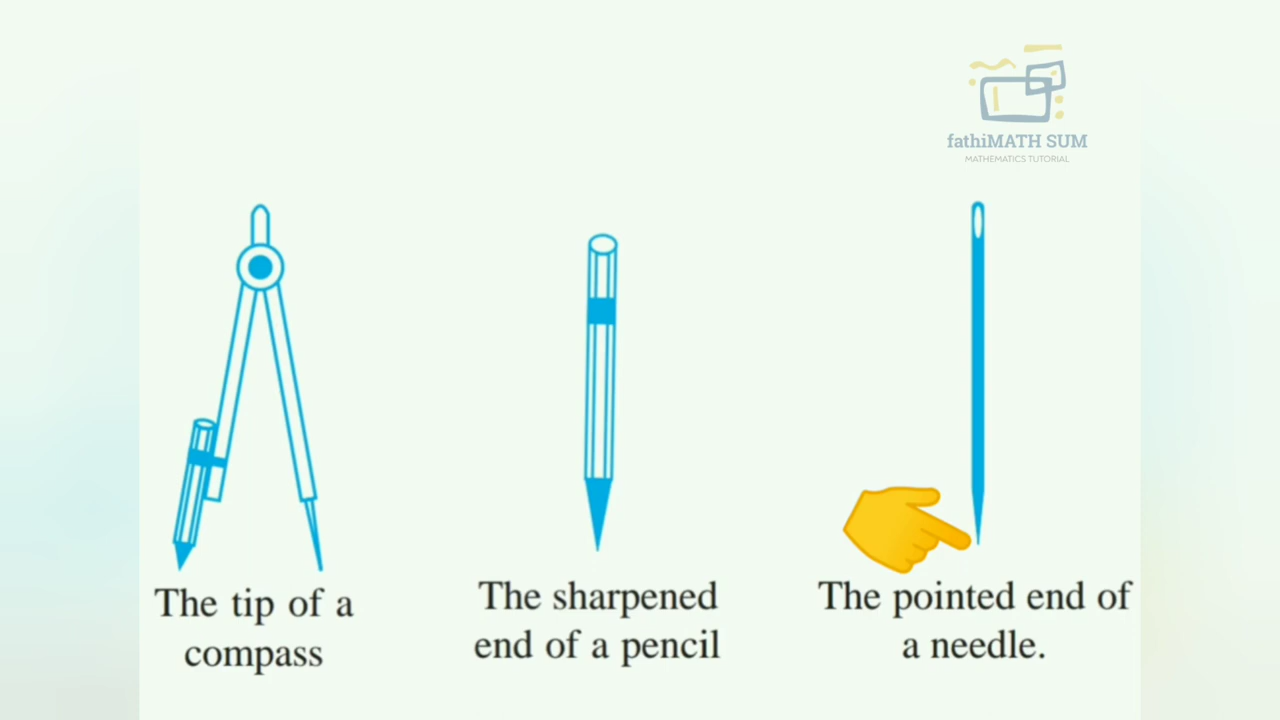 fathiMATH SUM
MATHEMATICS TUTORIAL
The tip of a
compass
The sharpened
end of a pencil
The pointed end of
a needle.